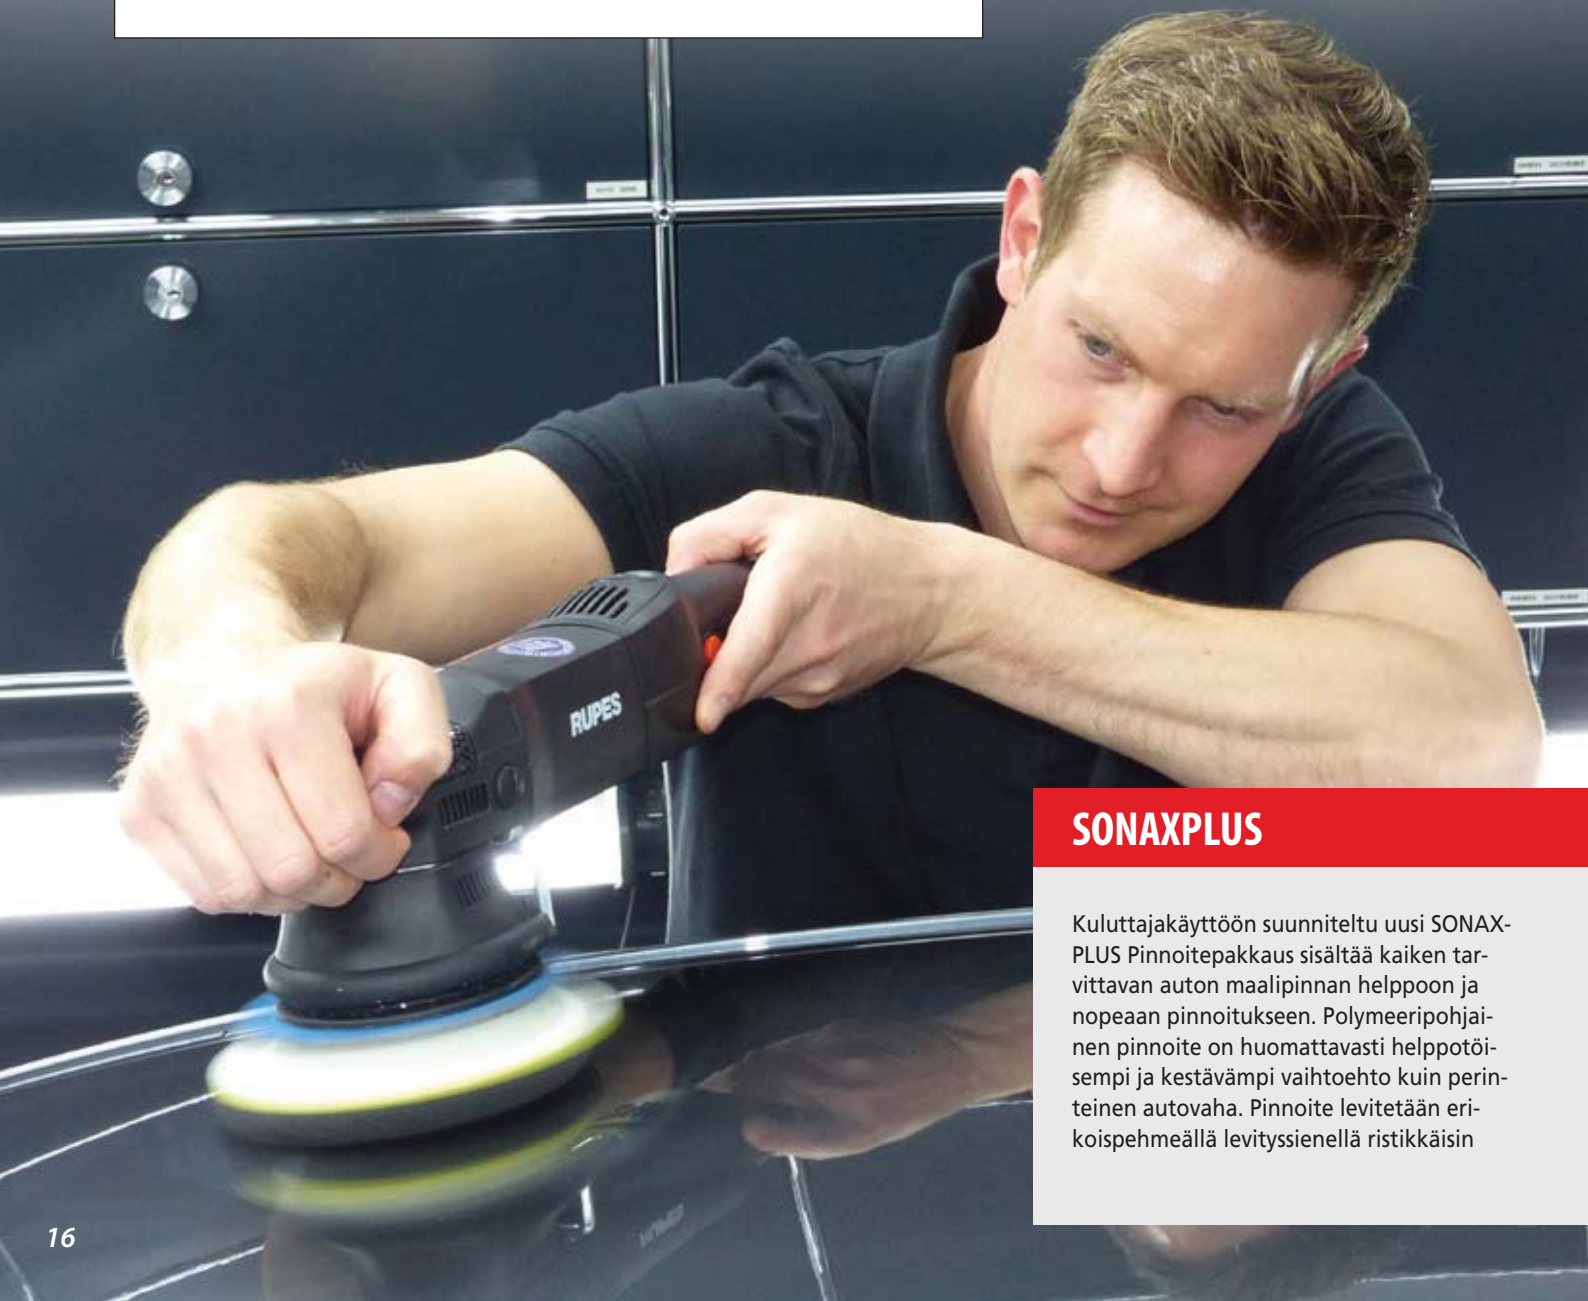 RUPES
SONAXPLUS
Kuluttajakäyttöön suunniteltu uusi SONAX-
PLUS Pinnoitepakkaus sisältää kaiken tar-
vittavan auton maalipinnan helppoon ja
nopeaan pinnoitukseen. Polymeeripohjai-
nen pinnoite on huomattavasti helppotöi-
sempi ja kestävämpi vaihtoehto kuin perin-
teinen autovaha. Pinnoite levitetään eri-
koispehmeällä levityssienellä ristikkäisin
16